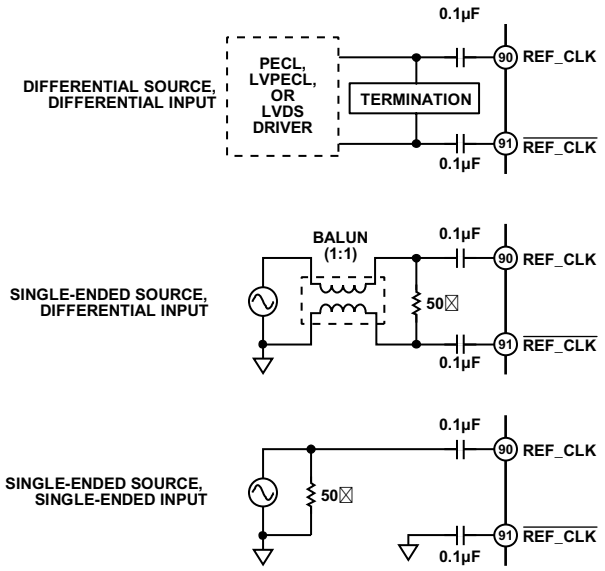 0.1µF
PECL,
LVPECL,
OR
LVDS
DRIVER
DIFFERENTIAL SOURCE,
DIFFERENTIAL INPUT
TERMINATION
90 REF_CLK
91 REF_CLK
0.1µF
BALUN
(1:1)
0.1µF
SINGLE-ENDED SOURCE,
DIFFERENTIAL INPUT
50☒
90 REF_CLK
91 REF_CLK
0.1µF
0.1µF
SINGLE-ENDED SOURCE,
SINGLE-ENDED INPUT
50☒
90 REF_CLK
91 REF_CLK
0.1µF